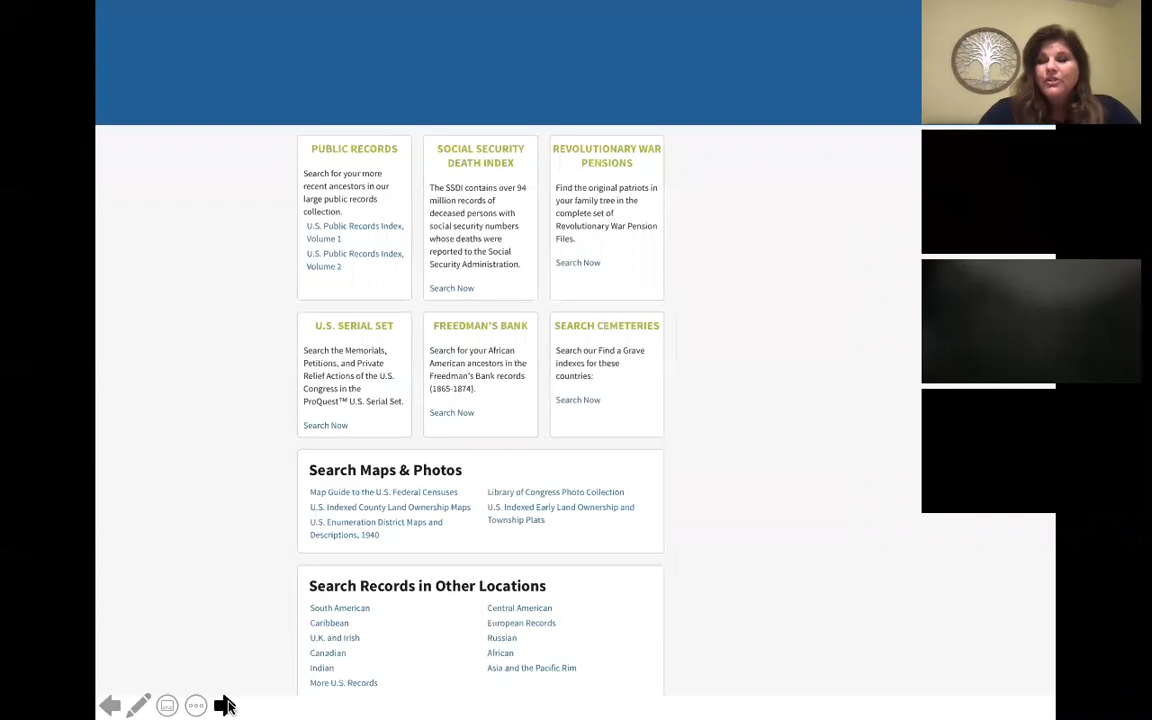 PUBLIC RECORDS
Search for your more
recent ancestors in our
large public records
collection.
U.S. Public Records Index,
Volume 1
U.S. Public Records Index,
Volume 2
SOCIAL SECURITY
DEATH INDEX
The SSDI contains over 94
million records of
deceased persons with
social security numbers
whose deaths were
reported to the Social
Security Administration.
Search Now
REVOLUTIONARY WAR
PENSIONS
Find the original patriots in
your family tree in the
complete set of
Revolutionary War Pension
Files.
Search Now
U.S. SERIAL SET
Search the Memorials,
Petitions, and Private
Relief Actions of the U.S.
Congress in the
ProQuest™ U.S. Serial Set.
Search Now
FREEDMAN'S BANK
Search for your African
American ancestors in the
Freedman's Bank records
(1865-1874).
Search Now
SEARCH CEMETERIES
Search our Find a Grave
indexes for these
countries:
Search Now
Search Maps & Photos
Map Guide to the U.S. Federal Censuses
U.S. Indexed County Land Ownership Maps
U.S. Enumeration District Maps and
Descriptions, 1940
Library of Congress Photo Collection
U.S. Indexed Early Land Ownership and
Township Plats
Search Records in Other Locations
South American
Caribbean
U.K. and Irish
Canadian
Indian
More U.S. Records
Central American
European Records
Russian
African
Asia and the Pacific Rim